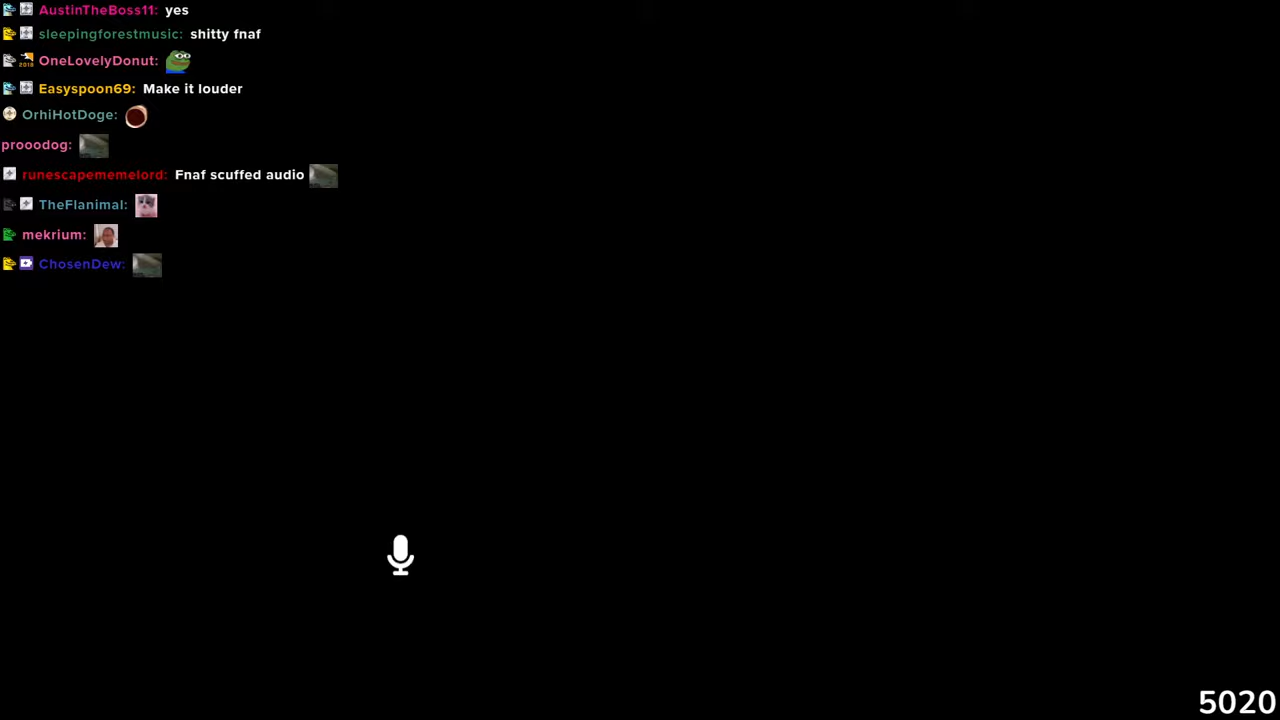 AustinTheBoss11: yes
sleepingforestmusic: shitty fnaf
OneLovelyDonut:
Easyspoon69: Make it louder
OrhiHotDoge:
prooodog:
runescapememelord: Fnaf scuffed audio
TheFlanimal:
mekrium:
ChosenDew:
5020